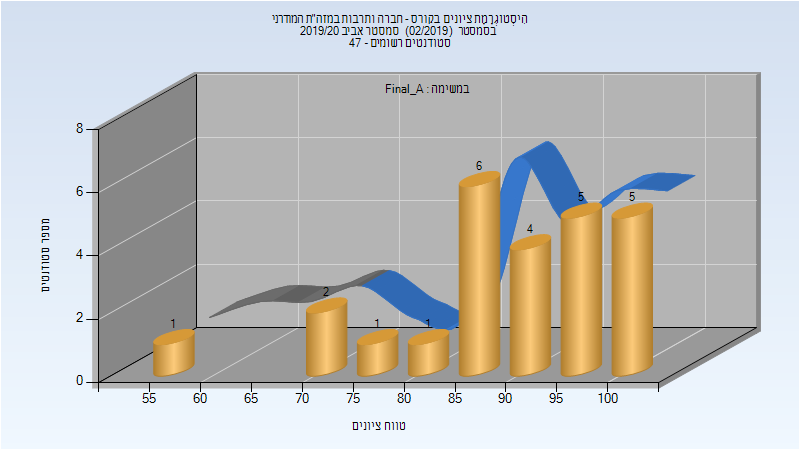 היסטוגרמת ציונים בקורס - חברה ותרבות במזה"ת המודרני
בסמסטר (02/2019) סמסטר אביב 2019/20
סטודנטים רשומים - 47
במשימה : Final_A
8
6
4
2
0
מספר סטודנטים
1
2
1
1
6
4
5
5
55 60 65 70 75 80 85 90 95 100
טווח ציונים